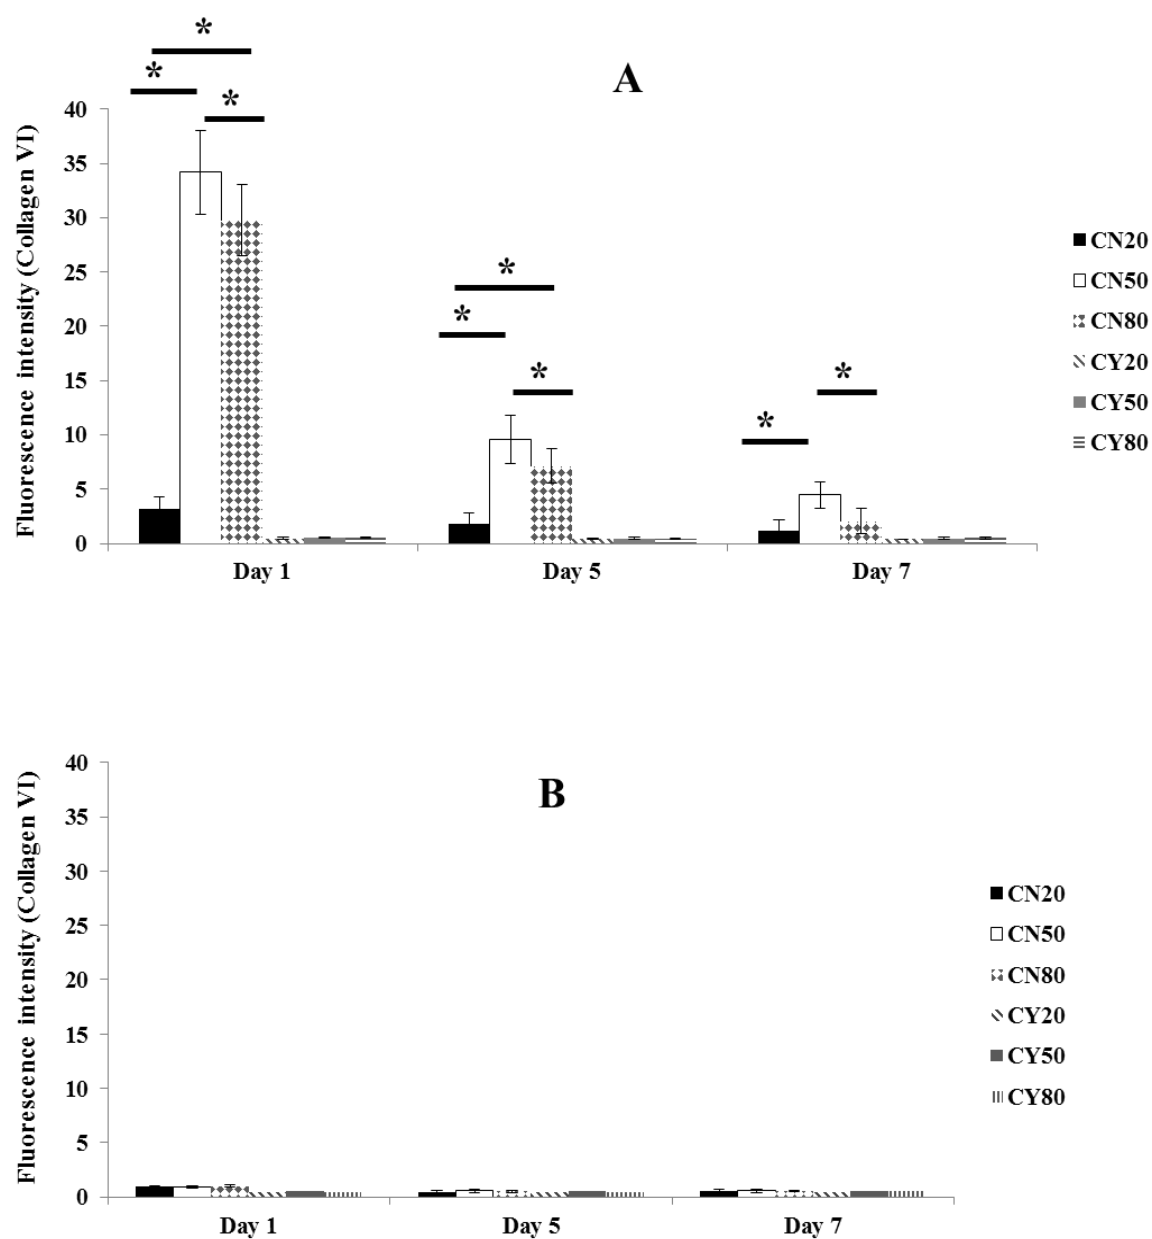 *
*
*
A
40
35
30
25
20
15
10
5
0
Fluorescence intensity (Collagen VI)
*
*
*
*
*
Day 1
Day 5
Day 7
CN20
CN50
CN80
CY20
CY50
CY80
B
40
35
30
25
20
15
10
5
0
Fluorescence intensity (Collagen VI)
Day 1
Day 5
Day 7
CN20
CN50
CN80
CY20
CY50
CY80